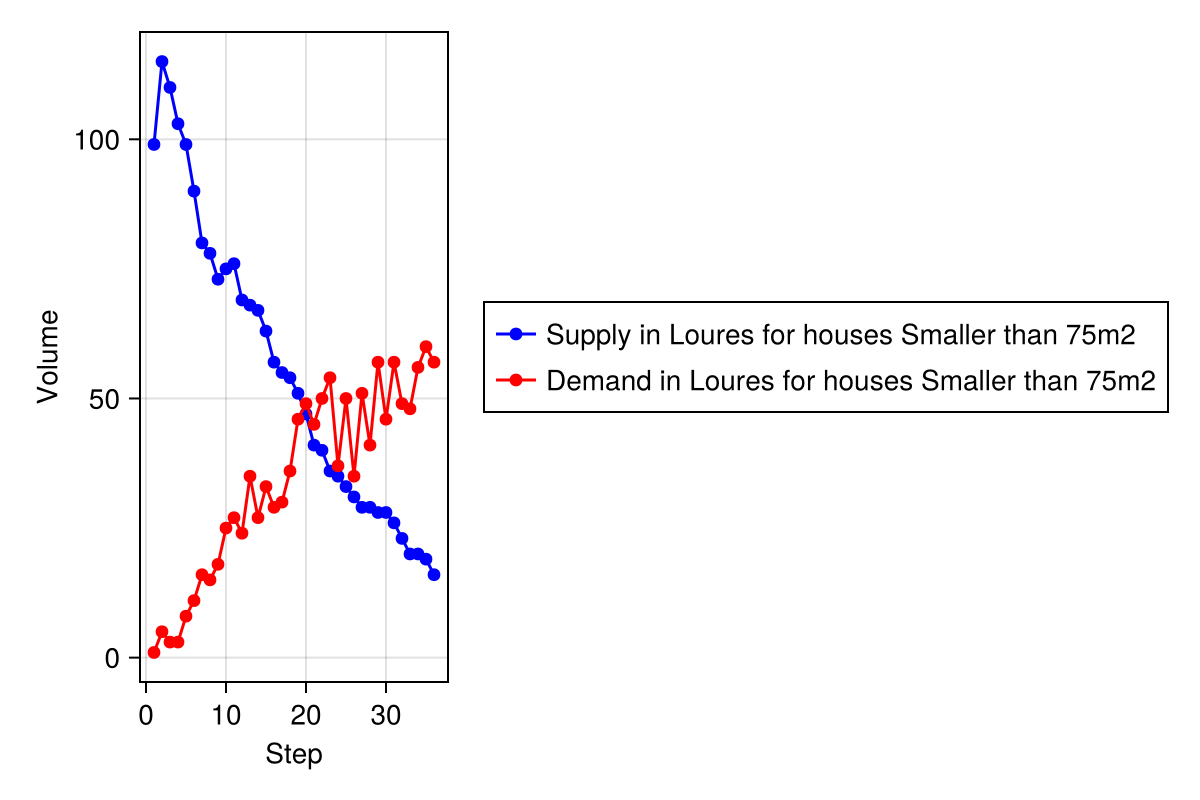 Volume
100
50
0
0 10 20 30
Step
Supply in Loures for houses Smaller than 75m2
Demand in Loures for houses Smaller than 75m2